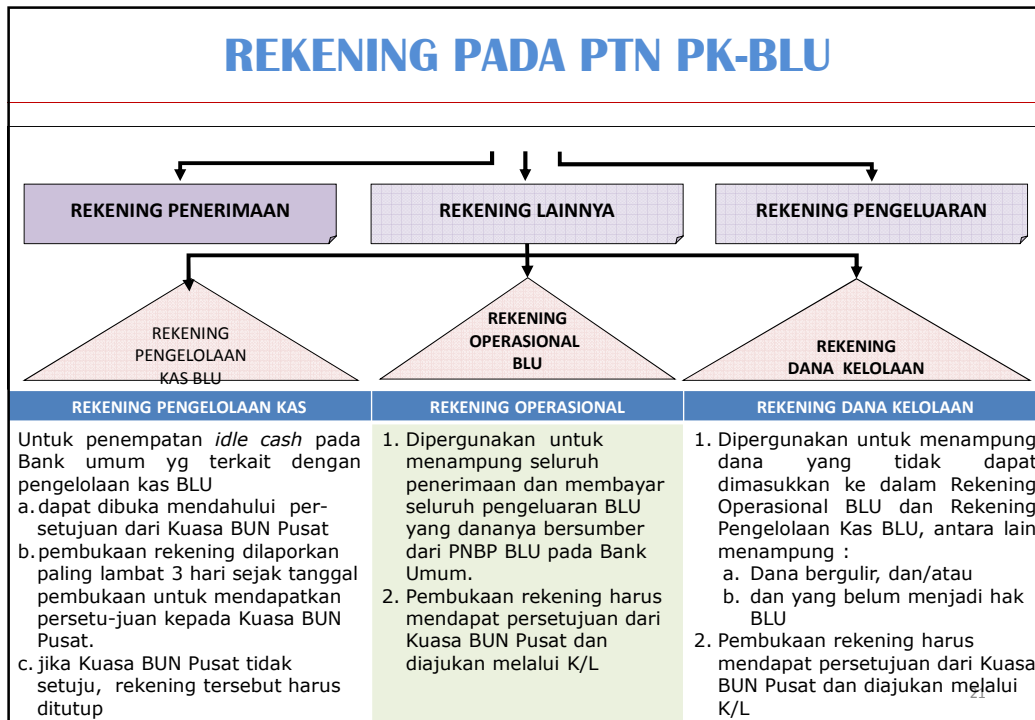 REKENING PADA PTN PK-BLU
REKENING PENERIMAAN
REKENING LAINNYA
REKENING PENGELUARAN
REKENING
PENGELOLAAN
KAS BLU
REKENING
OPERASIONAL
BLU
REKENING
DANA KELOLAAN
REKENING PENGELOLAAN KAS
Untuk penempatan idle cash pada
Bank umum yg terkait dengan
pengelolaan kas BLU
a. dapat dibuka mendahului per-
setujuan dari Kuasa BUN Pusat
b. pembukaan rekening dilaporkan
paling lambat 3 hari sejak tanggal
pembukaan untuk mendapatkan
persetu-juan kepada Kuasa BUN
Pusat.
c. jika Kuasa BUN Pusat tidak
setuju, rekening tersebut harus
ditutup
REKENING OPERASIONAL
1. Dipergunakan untuk
menampung seluruh
penerimaan dan membayar
seluruh pengeluaran BLU
yang dananya bersumber
dari PNBP BLU pada Bank
Umum.
2. Pembukaan rekening harus
mendapat persetujuan dari
Kuasa BUN Pusat dan
diajukan melalui K/L
REKENING DANA KELOLAAN
1. Dipergunakan untuk menampung
dana yang tidak dapat
dimasukkan ke dalam Rekening
Operasional BLU dan Rekening
Pengelolaan Kas BLU, antara lain
menampung :
a. Dana bergulir, dan/atau
b. dan yang belum menjadi hak
BLU
2. Pembukaan rekening harus
mendapat persetujuan dari Kuasa
BUN Pusat dan diajukan melalui
K/L
21